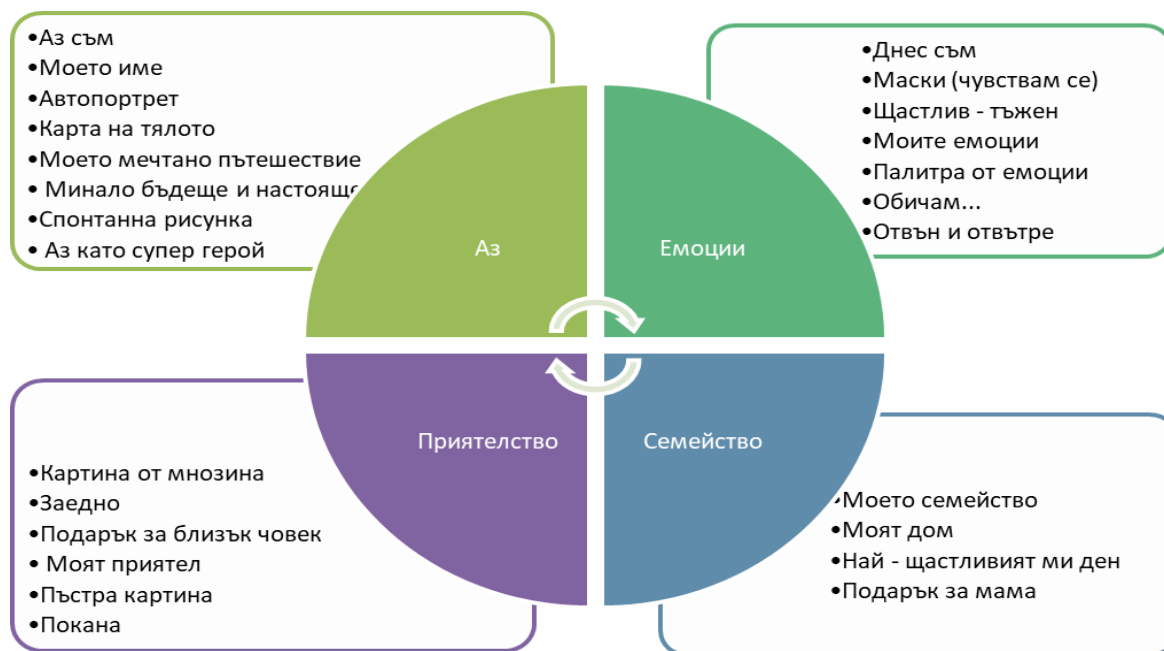 •Аз съм
•Моето име
•Автопортрет
•Карта на тялото
•Моето мечтано пътешествие
• Минало бъдеще и настояще
•Спонтанна рисунка
• Аз като супер герой
•Днес съм
•Маски (чувствам се)
•Щастлив - тъжен
•Моите емоции
•Палитра от емоции
•Обичам...
•Отвън и отвътре
Аз
Емоции
Приятелство
Семейство
•Картина от мнозина
•Заедно
•Подарък за близък човек
• Моят приятел
•Пъстра картина
•Покана
•Моето семейство
•Моят дом
•Най - щастливият ми ден
•Подарък за мама